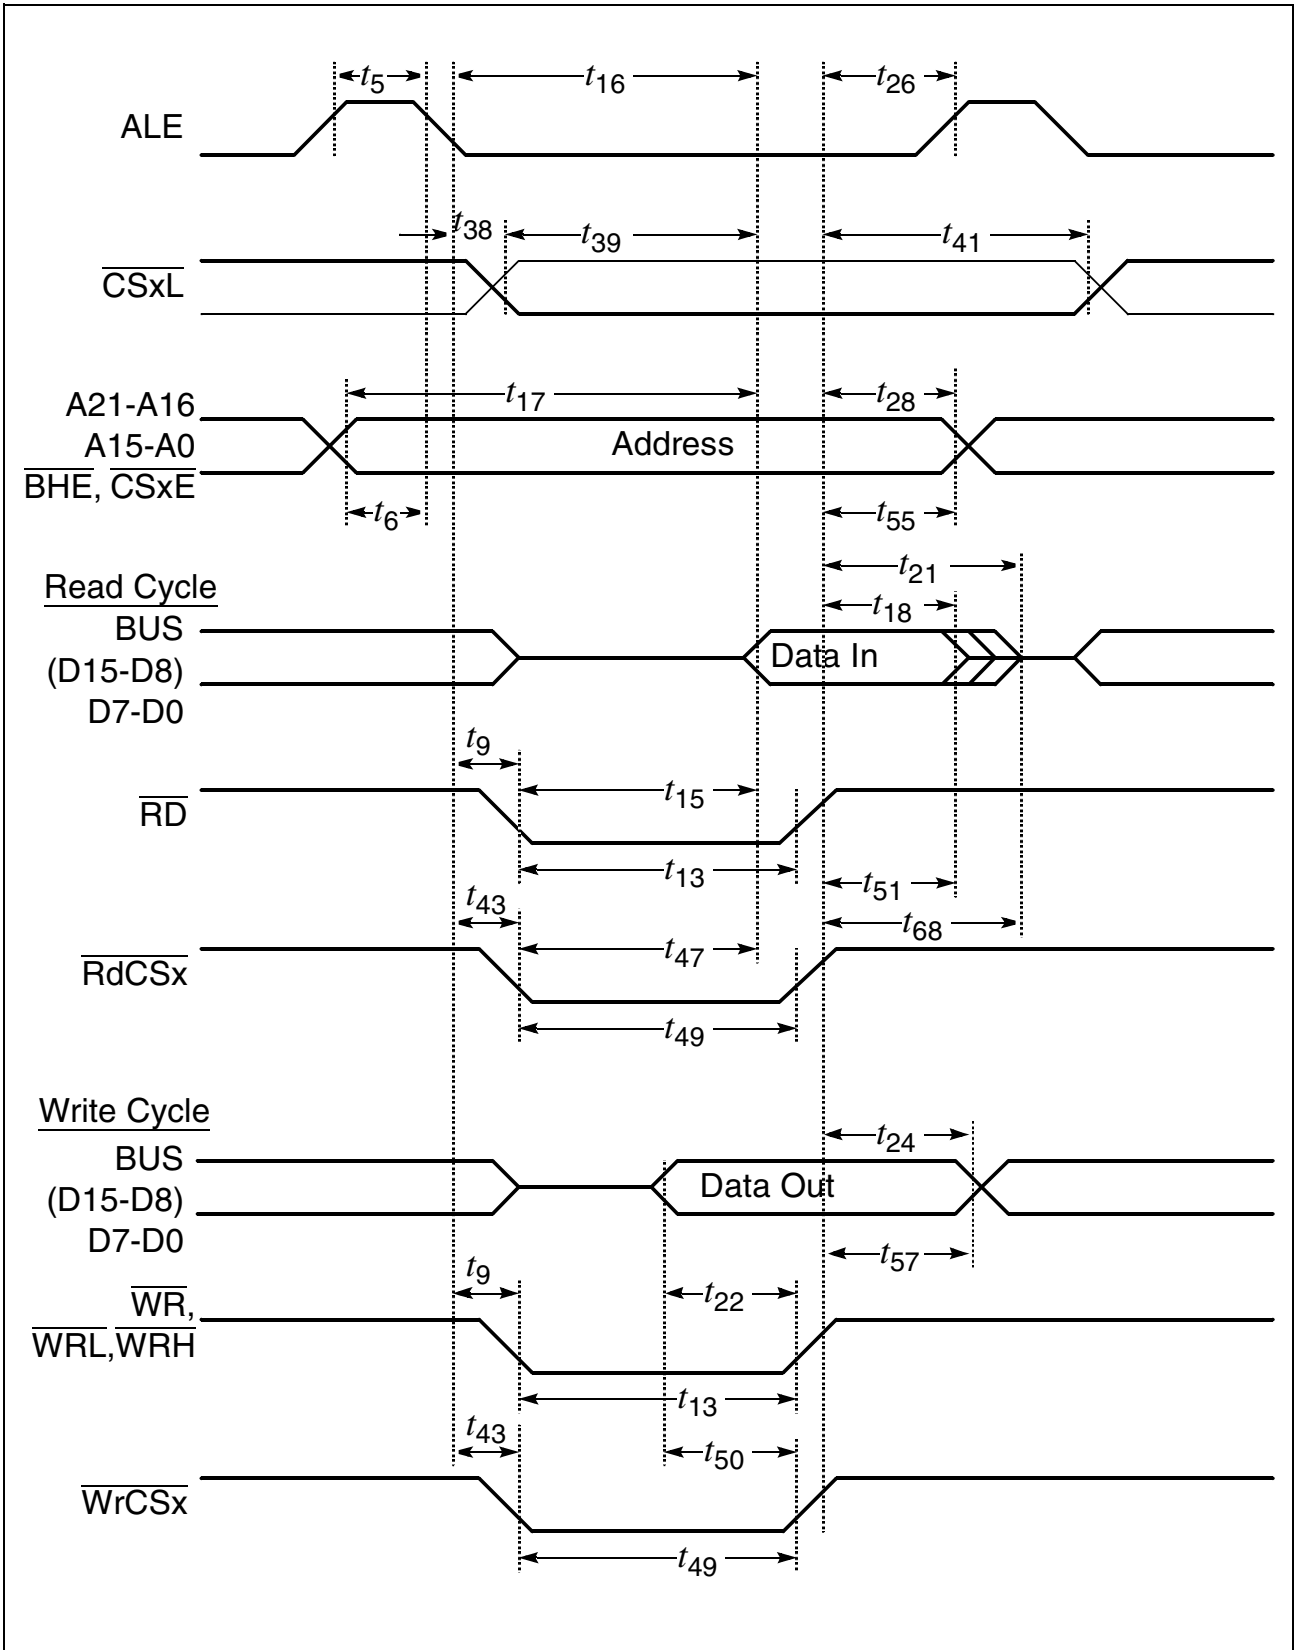 t5 t16 t26
ALE
t38 t39 t41
CSxL
t17 t28
A21-A16
A15-A0
Address
BHE, CSxE
t6 t55
t21
Read Cycle
t18
BUS
Data In
(D15-D8)
D7-D0
t9
t15
RD
t13 t51
t43 t68
t47
RdCSx
t49
Write Cycle
t24
BUS
Data Out
(D15-D8)
D7-D0
t57
t9
t22
WR,
WRL,WRH
t13
t43
t50
WrCSx
t49